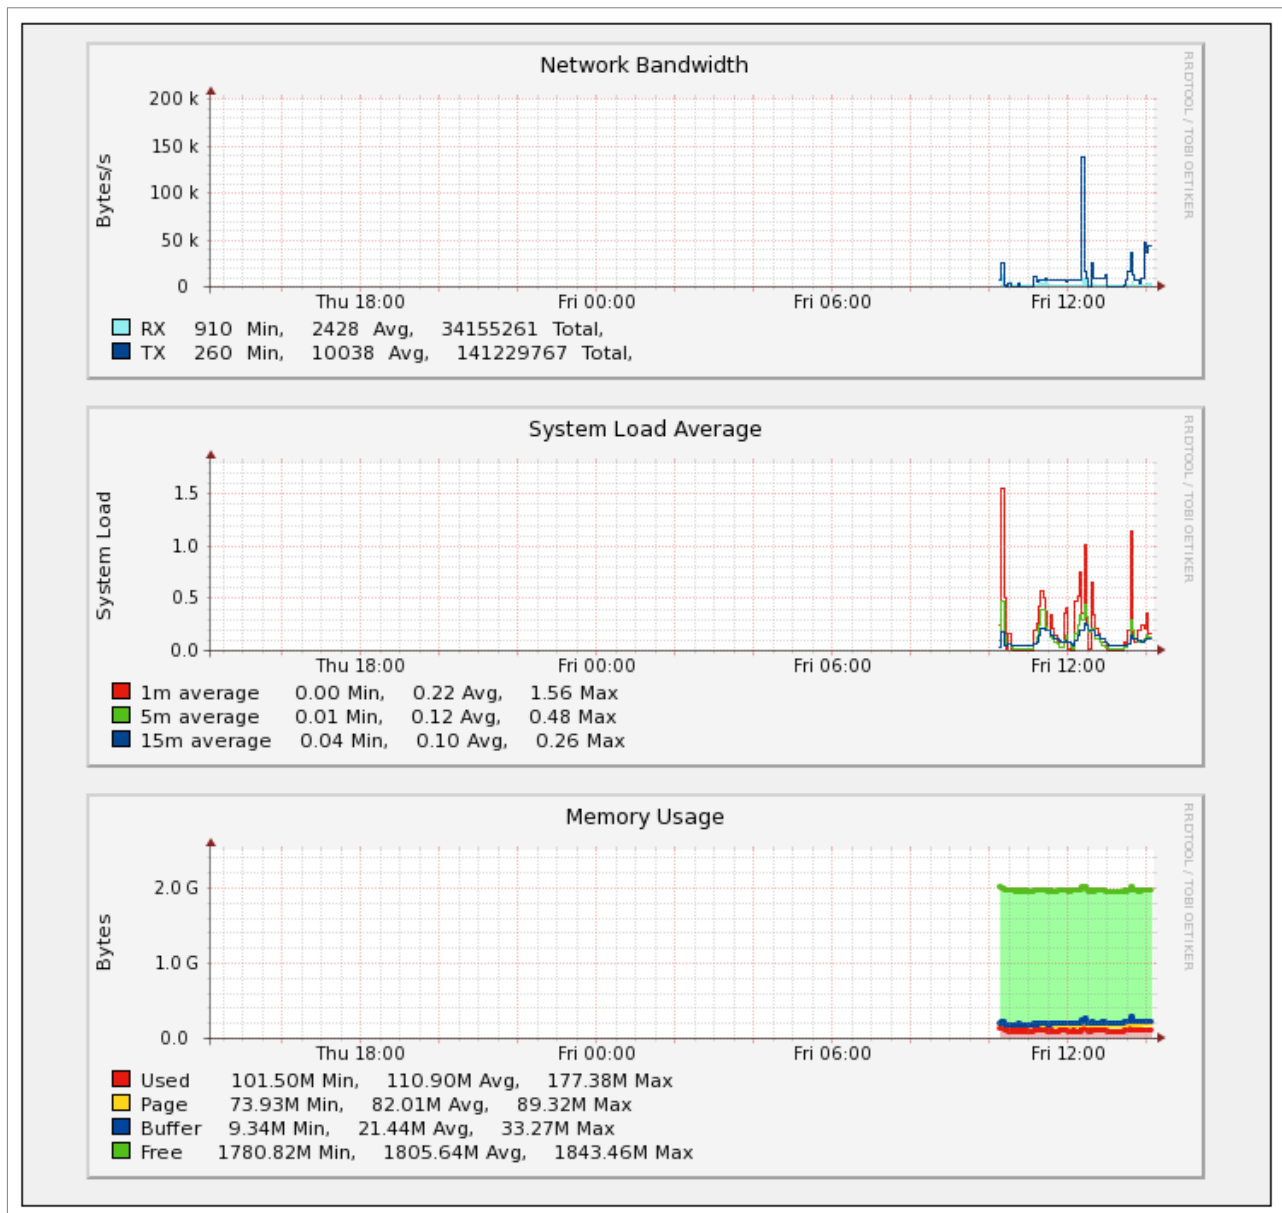 Network Bandwidth
RRDTOOL / TOBI OETIKER
Bytes/s
200 k
150 k
100 k
50 k
0
Thu 18:00 Fri 00:00 Fri 06:00 Fri 12:00
RX 910 Min, 2428 Avg, 34155261 Total,
TX 260 Min, 10038 Avg, 141229767 Total,
System Load Average
RRDTOOL / TOBI OETIKER
System Load
1.5
1.0
0.5
0.0
Thu 18:00 Fri 00:00 Fri 06:00 Fri 12:00
1m average 0.00 Min, 0.22 Avg, 1.56 Max
5m average 0.01 Min, 0.12 Avg, 0.48 Max
15m average 0.04 Min, 0.10 Avg, 0.26 Max
Memory Usage
RRDTOOL / TOBI OETIKER
Bytes
2.0 G
1.0 G
0.0
Thu 18:00 Fri 00:00 Fri 06:00 Fri 12:00
Used 101.50M Min, 110.90M Avg, 177.38M Max
Page 73.93M Min, 82.01M Avg, 89.32M Max
Buffer 9.34M Min, 21.44M Avg, 33.27M Max
Free 1780.82M Min, 1805.64M Avg, 1843.46M Max